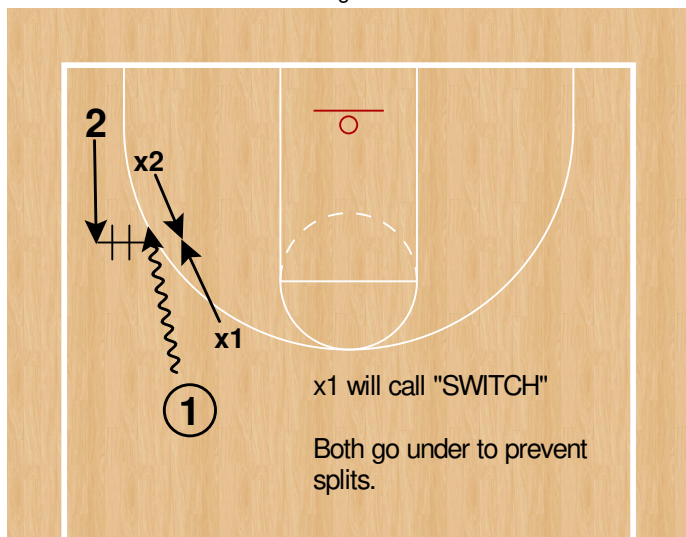 2
x2
x1
1
x1 will call "SWITCH"
Both go under to prevent
splits.